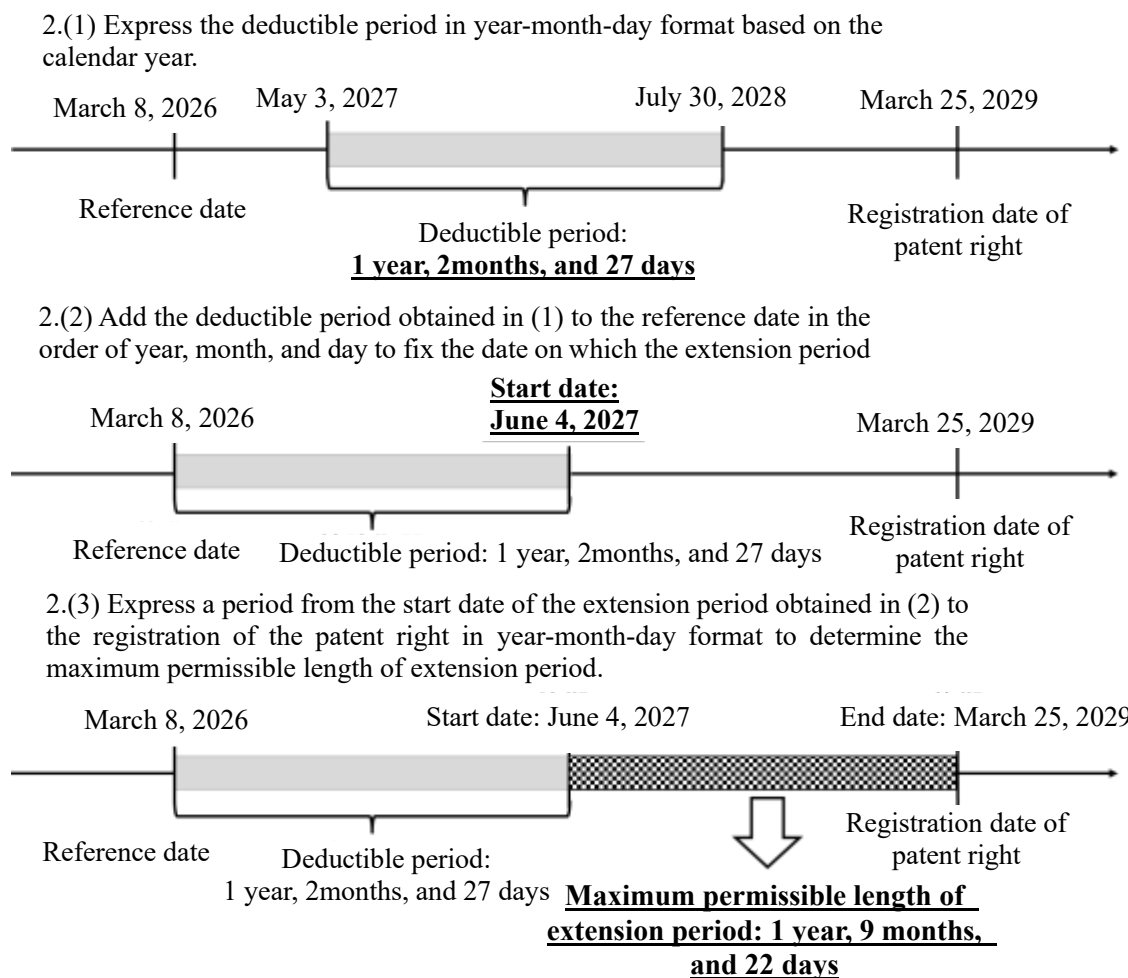 2.(1) Express the deductible period in year-month-day format based on the
calendar year.
March 8, 2026
May 3, 2027
July 30, 2028
March 25, 2029
Reference date
Deductible period:
1 year, 2months, and 27 days
Registration date of
patent right
2.(2) Add the deductible period obtained in (1) to the reference date in the
order of year, month, and day to fix the date on which the extension period
Start date:
June 4, 2027
March 8, 2026
March 25, 2029
Reference date
Deductible period: 1 year, 2months, and 27 days
Registration date of
patent right
2.(3) Express a period from the start date of the extension period obtained in (2) to
the registration of the patent right in year-month-day format to determine the
maximum permissible length of extension period.
March 8, 2026
Start date: June 4, 2027
End date: March 25, 2029
Reference date
Deductible period:
1 year, 2months, and 27 days
Registration date of
patent right
Maximum permissible length of
extension period: 1 year, 9 months,
and 22 days